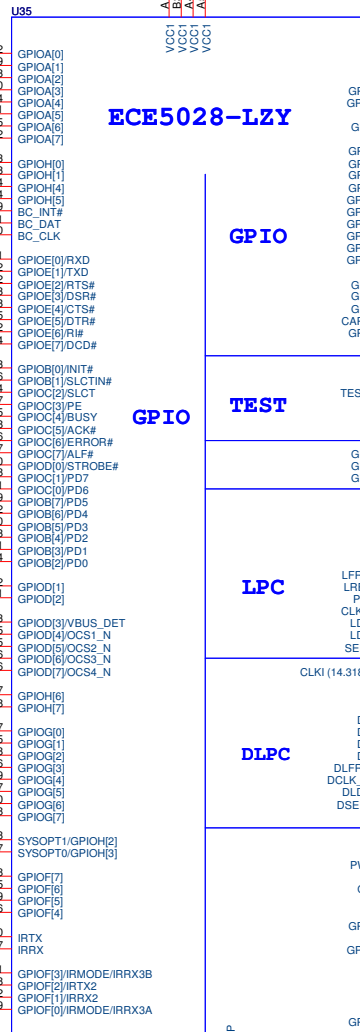 U35
VCC1
VCC1
VCC1
VCC1
ECE5028-LZY
GPIOA[0]
GPIOA[1]
GPIOA[2]
GPIOA[3]
GPIOA[4]
GPIOA[5]
GPIOA[6]
GPIOA[7]
GPIOH[0]
GPIOH[1]
GPIOH[4]
GPIOH[5]
BC_INT#
BC_DAT
BC_CLK
GPIOE[0]/RXD
GPIOE[1]/TXD
GPIOE[2]/RTS#
GPIOE[3]/DSR#
GPIOE[4]/CTS#
GPIOE[5]/DTR#
GPIOE[6]/RI#
GPIOE[7]/DCD#
GPIOB[0]/INIT#
GPIOB[1]/SLCTIN#
GPIOC[2]/SLCT
GPIOC[3]/PE
GPIOC[4]/BUSY
GPIOC[5]/ACK#
GPIOC[6]/ERROR#
GPIOC[7]/ALF#
GPIOD[0]/STROBE#
GPIOC[1]/PD7
GPIOC[0]/PD6
GPIOB[7]/PD5
GPIOB[6]/PD4
GPIOB[5]/PD3
GPIOB[4]/PD2
GPIOB[3]/PD1
GPIOB[2]/PD0
GPIOD[1]
GPIOD[2]
GPIOD[3]/VBUS_DET
GPIOD[4]/OCS1_N
GPIOD[5]/OCS2_N
GPIOD[6]/OCS3_N
GPIOD[7]/OCS4_N
GPIOH[6]
GPIOH[7]
GPIOG[0]
GPIOG[1]
GPIOG[2]
GPIOG[3]
GPIOG[4]
GPIOG[5]
GPIOG[6]
GPIOG[7]
SYSOPT1/GPIOH[2]
SYSOPT0/GPIOH[3]
GPIOF[7]
GPIOF[6]
GPIOF[5]
GPIOF[4]
IRTX
IRRX
GPIOF[3]/IRMODE/IRRX3B
GPIOF[2]/IRTX2
GPIOF[1]/IRRX2
GPIOF[0]/IRMODE/IRRX3A
GPIO
GPIO
TEST
LPC
CLKI (14.318
DLPC